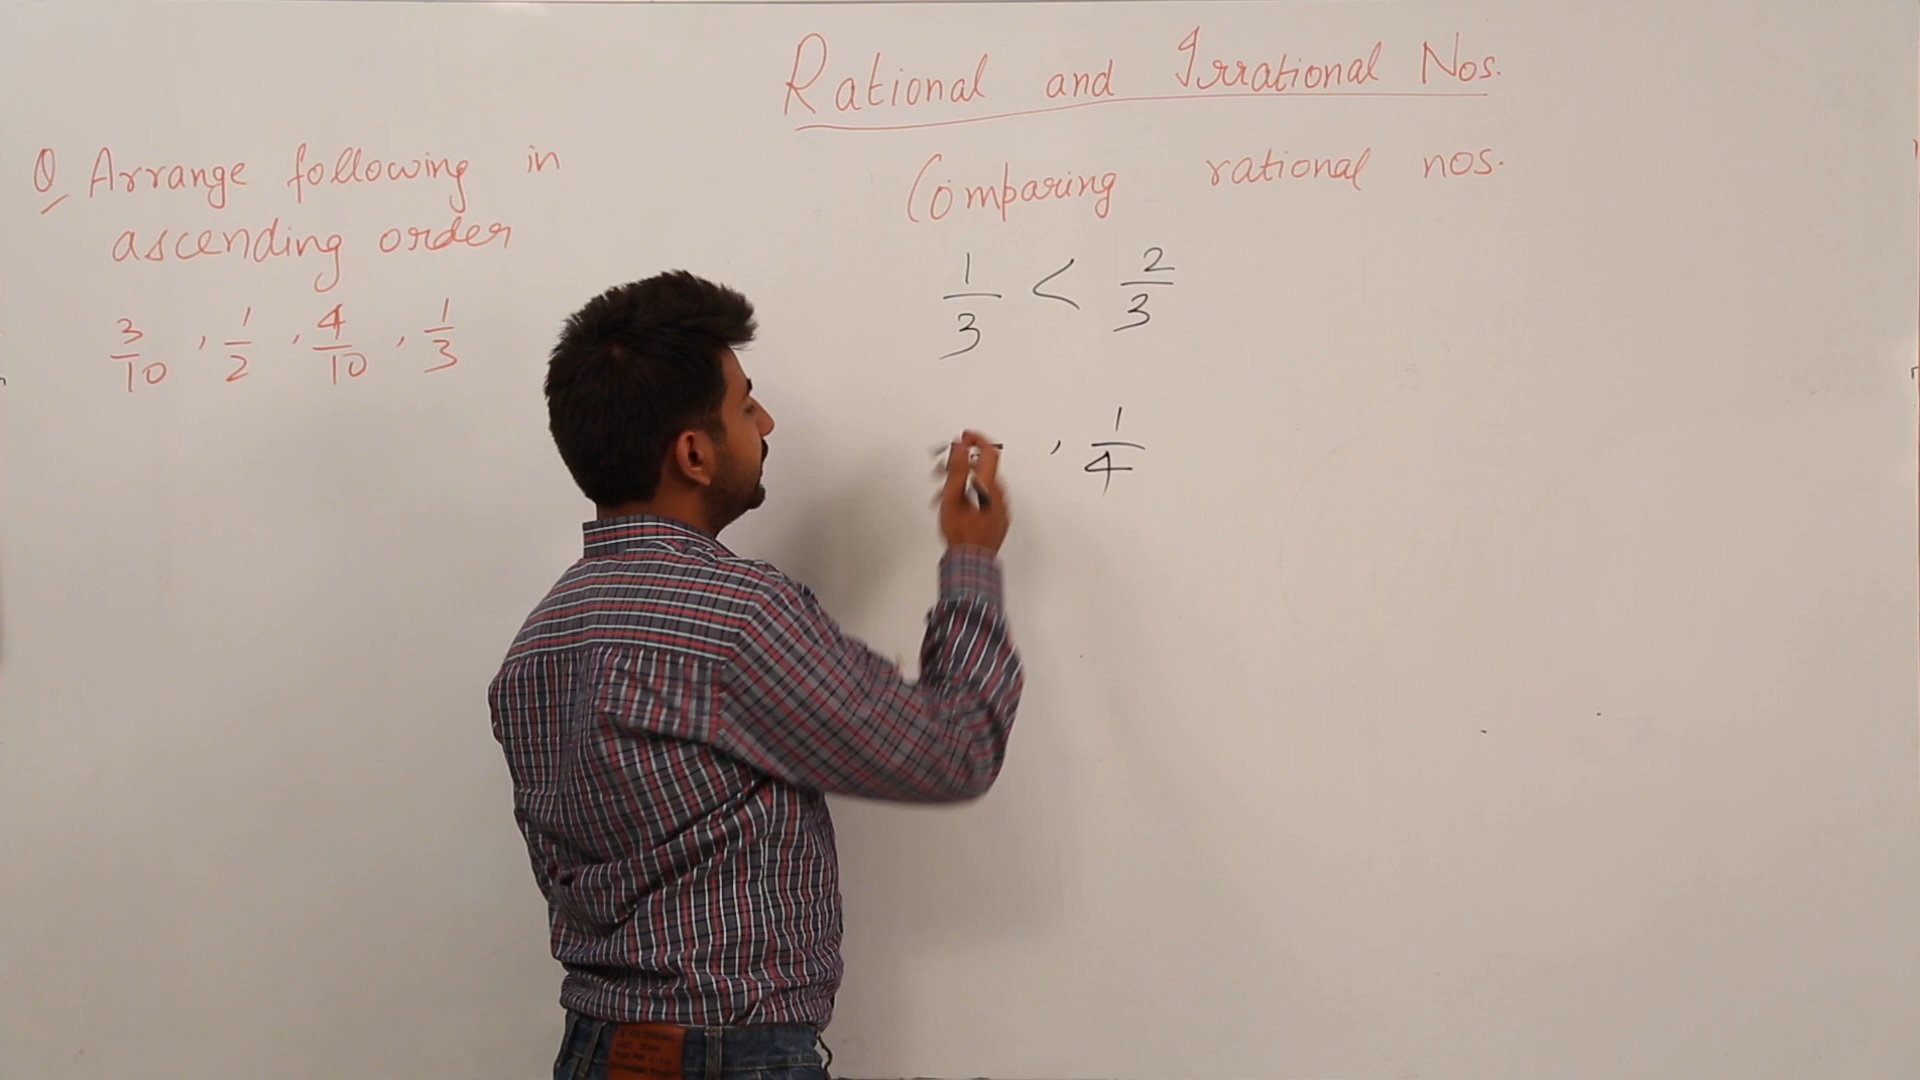 Rational and Irrational Nos.
Q Arrange following in
ascending order
3/10 , 1/2 , 4/10 , 1/3
Comparing rational nos.
1/3 < 2/3
, 1/4